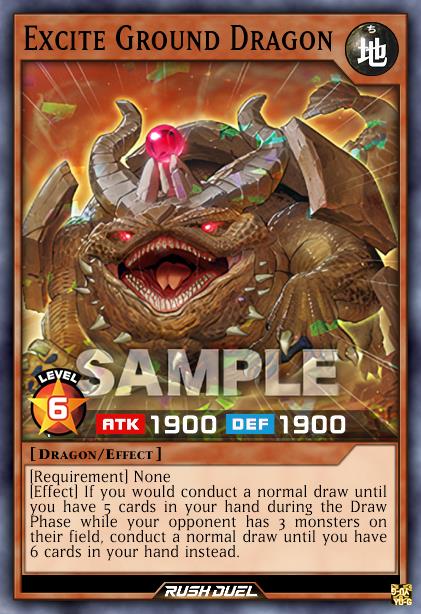 EXCITE GROUND DRAGON
ち
地
SAMPLE
LEVEL
6
ATK 1900 DEF 1900
[DRAGON/EFFECT]
[Requirement] None
[Effect] If you would conduct a normal draw until
you have 5 cards in your hand during the Draw
Phase while your opponent has 3 monsters on
their field, conduct a normal draw until you have
6 cards in your hand instead.
RUSH DUEL